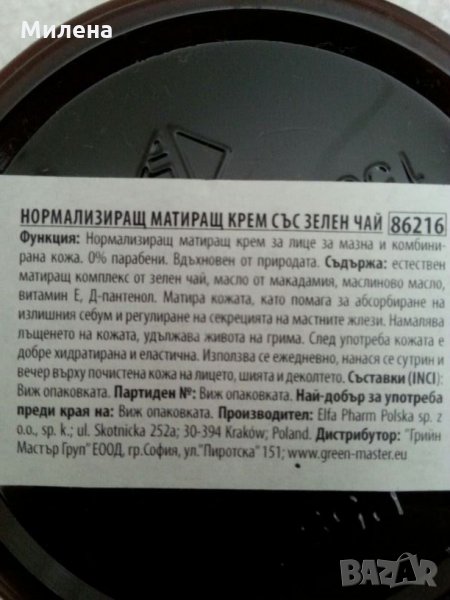 Милена
НОРМАЛИЗИРАЩ МАТИРАЩ КРЕМ СЪС ЗЕЛЕН ЧАЙ 86216
Функция: Нормализиращ матиращ крем за лице за мазна и комбини-
рана кожа. 0% парабени. Вдъхновен от природата. Съдържа: естествен
матиращ комплекс от зелен чай, масло от макадамия, маслиново масло,
витамин Е, Д-пантенол. Матира кожата, като помага за абсорбиране на
излишния себум и регулиране на секрецията на мастните жлези. Намалява
лъщенето на кожата, удължава живота на грима. След употреба кожата е
добре хидратирана и еластична. Използва се ежедневно, нанася се сутрин и
вечер върху почистена кожа на лицето, шията и деколтето. Съставки (INCI):
Виж опаковката. Партиден №: Виж опаковката. Най-добър за употреба
преди края на: Виж опаковката. Производител: Elfa Pharm Polska sp. z
o.o., sp. k.; ul. Skotnicka 252a; 30-394 Kraków; Poland. Дистрибутор: "Грийн
Мастър Груп" ЕООД, гр.София, ул."Пиротска" 151; www.green-master.eu
BAZAR